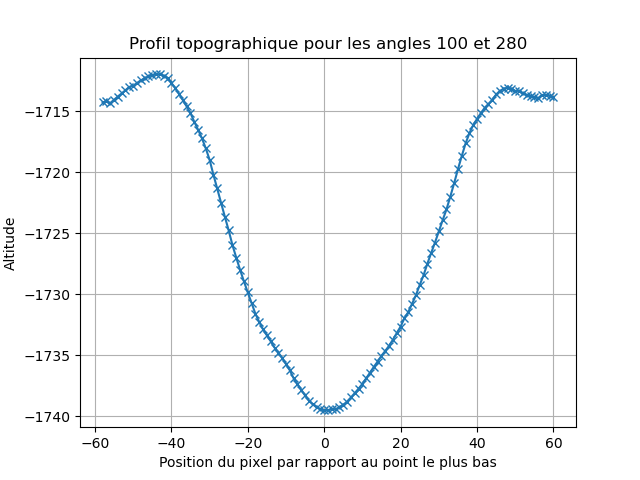 Profil topographique pour les angles 100 et 280
−1715
−1720
−1725
−1730
−1735
−1740
Altitude
−60 −40 −20 0 20 40 60
Position du pixel par rapport au point le plus bas